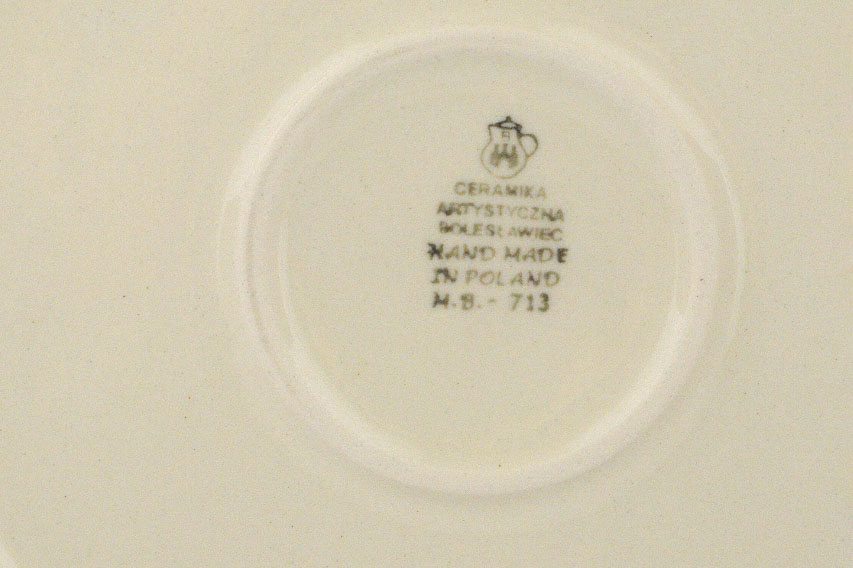 CERAMIKA
ARTYSTYCZNA
BOLESŁAWIEC
HAND MADE
IN POLAND
M.B.- 713